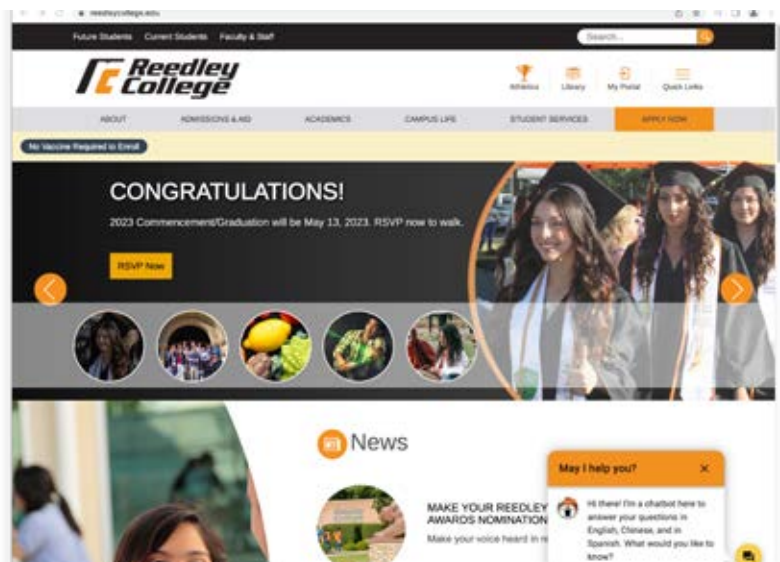 reedleycollege.edu
Future Students Current Students Faculty & Staff
Search...
Reedley
College
Athletics Library My Portal Quick Links
ABOUT ADMISSIONS & AID ACADEMICS CAMPUS LIFE STUDENT SERVICES APPLY NOW
No Vaccine Required to Enroll
CONGRATULATIONS!
2023 Commencement/Graduation will be May 13, 2023. RSVP now to walk.
RSVP Now
News
MAKE YOUR REEDLEY
AWARDS NOMINATION
Make your voice heard in
May I help you?
Hi there! I'm a chatbot here to
answer your questions in
English, Chinese, and in
Spanish. What would you like to
know?